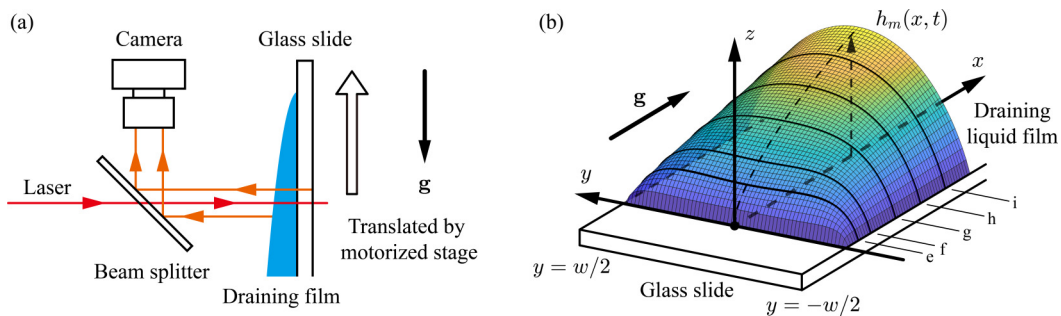 (a)
Camera
Glass slide
Laser
g
Translated by
motorized stage
Beam splitter
Draining film
(b)
z
h_m(x, t)
x
g
Draining
liquid film
y
i
h
g
f
e
y = w/2
Glass slide
y = −w/2